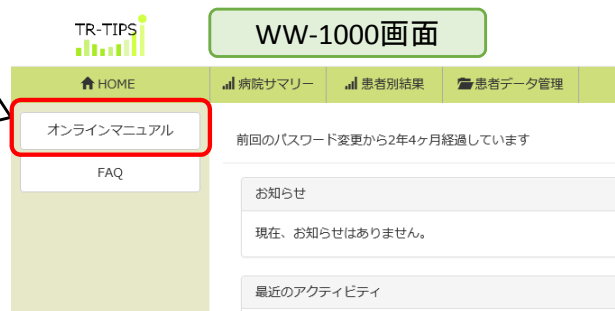 TR-TIPS
WW-1000画面
HOME
病院サマリー
患者別結果
患者データ管理
オンラインマニュアル
FAQ
前回のパスワード変更から2年4ヶ月経過しています
お知らせ
現在、お知らせはありません。
最近のアクティビティ